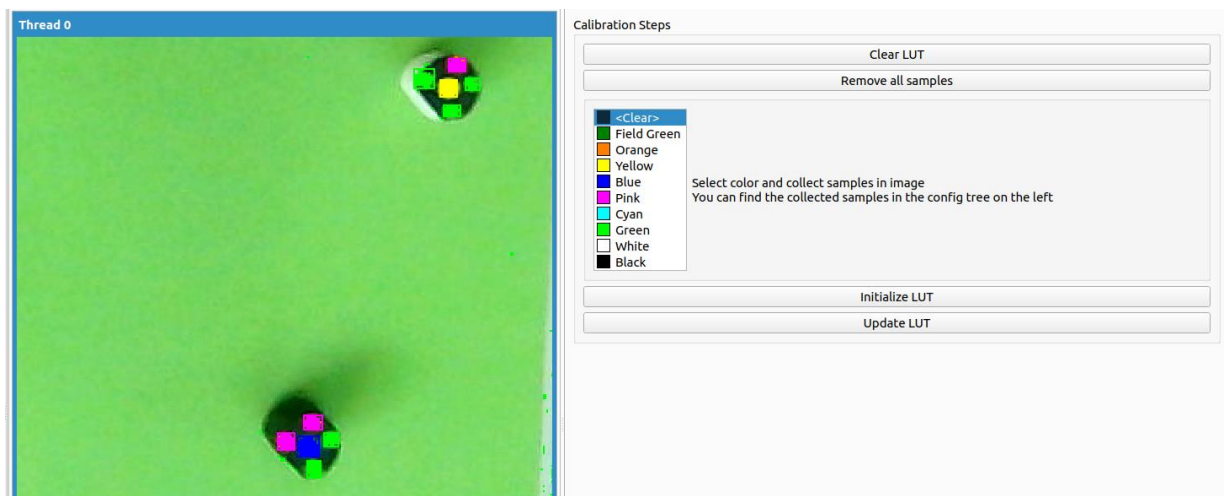 Thread 0
Calibration Steps
Clear LUT
Remove all samples
<Clear>
Field Green
Orange
Yellow
Blue
Pink
Cyan
Green
White
Black
Select color and collect samples in image
You can find the collected samples in the config tree on the left
Initialize LUT
Update LUT